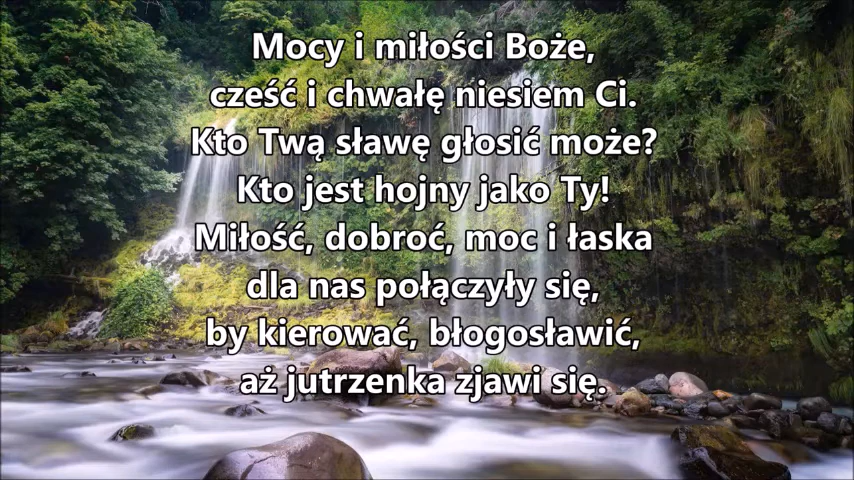 Mocy i miłości Boże,
cześć i chwałę niesiem Ci.
Kto Twą sławę głosić może?
Kto jest hojny jako Ty!
Miłość, dobroć, moc i łaska
dla nas połączyły się,
by kierować, błogosławić,
aż jutrzenka zjawi się.